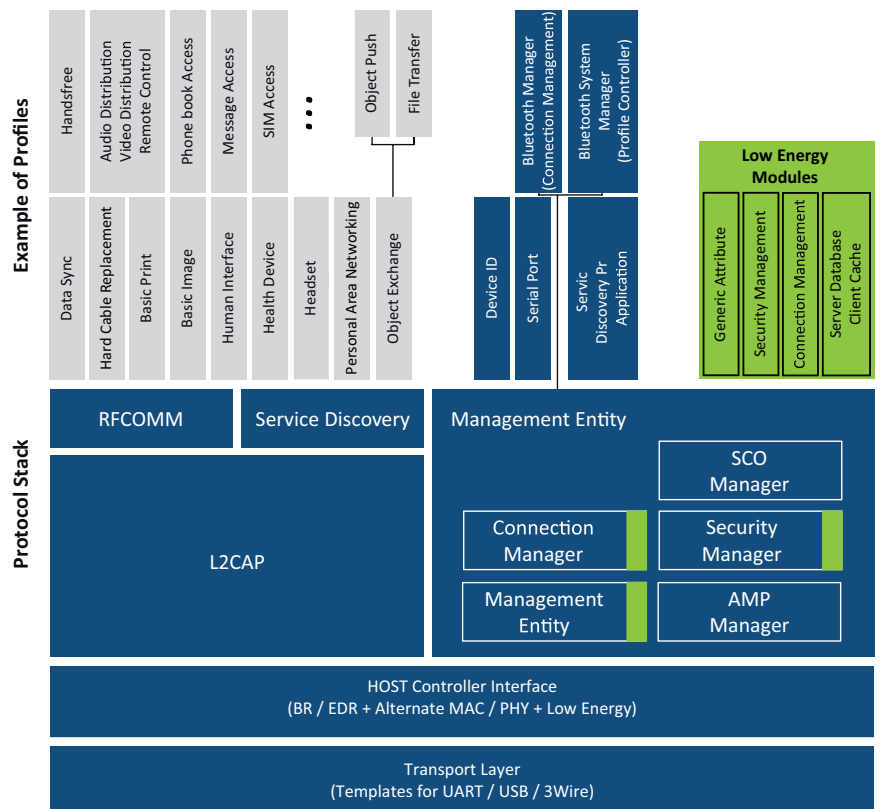 Example of Profiles
Handsfree
Audio Distribution
Video Distribution
Remote Control
Phone book Access
Message Access
SIM Access
...
Object Push
File Transfer
Bluetooth Manager
(Connection Management)
Bluetooth System
Manager
(Profile Controller)
Data Sync
Hard Cable Replacement
Basic Print
Basic Image
Human Interface
Health Device
Headset
Personal Area Networking
Object Exchange
Device ID
Serial Port
Servic
Discovery Pr
Application
Low Energy
Modules
Generic Attribute
Security Management
Connection Management
Server Database
Client Cache
Protocol Stack
RFCOMM
Service Discovery
L2CAP
Management Entity
SCO
Manager
Connection
Manager
Security
Manager
Management
Entity
AMP
Manager
HOST Controller Interface
(BR / EDR + Alternate MAC / PHY + Low Energy)
Transport Layer
(Templates for UART / USB / 3Wire)